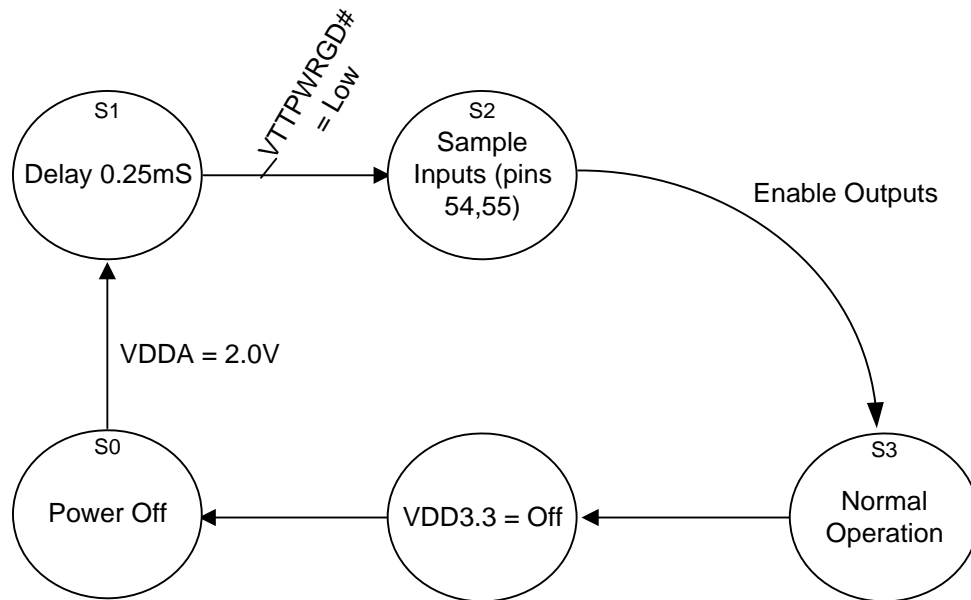 VTTPWRGD#
= Low
S1
Delay 0.25mS
S2
Sample
Inputs (pins
54,55)
Enable Outputs
VDDA = 2.0V
S0
Power Off
VDD3.3 = Off
S3
Normal
Operation